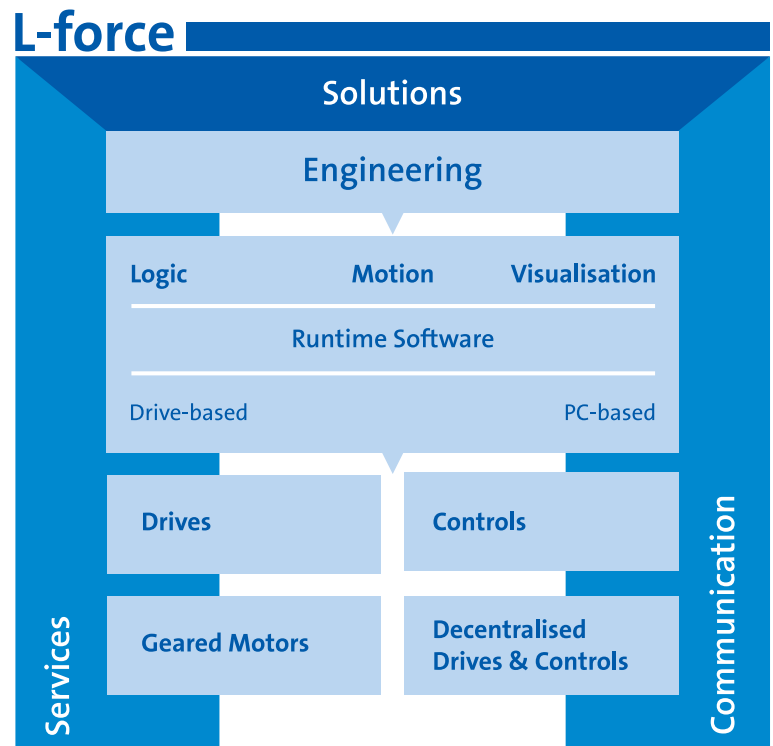 L-force
Solutions
Engineering
Logic Motion Visualisation
Runtime Software
Drive-based PC-based
Drives
Controls
Geared Motors
Decentralised
Drives & Controls
Services
Communication